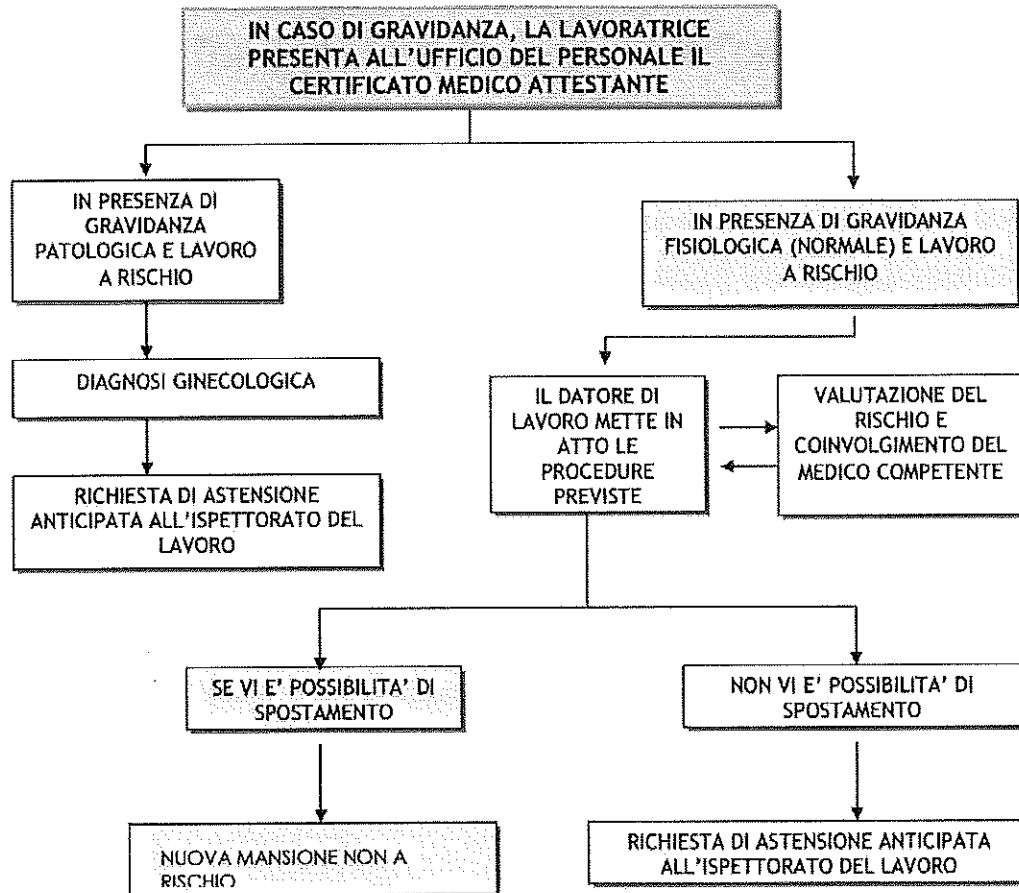 IN CASO DI GRAVIDANZA, LA LAVORATRICE
PRESENTA ALL'UFFICIO DEL PERSONALE IL
CERTIFICATO MEDICO ATTESTANTE
IN PRESENZA DI
GRAVIDANZA
PATOLOGICA E LAVORO
A RISCHIO
IN PRESENZA DI GRAVIDANZA
FISIOLOGICA (NORMALE) E LAVORO
A RISCHIO
DIAGNOSI GINECOLOGICA
IL DATORE DI
LAVORO METTE IN
ATTO LE
PROCEDURE
PREVISTE
VALUTAZIONE DEL
RISCHIO E
COINVOLGIMENTO DEL
MEDICO COMPETENTE
RICHIESTA DI ASTENSIONE
ANTICIPATA ALL'ISPETTORATO DEL
LAVORO
SE VI E' POSSIBILITA' DI
SPOSTAMENTO
NON VI E' POSSIBILITA' DI
SPOSTAMENTO
NUOVA MANSIONE NON A
RISCHIO
RICHIESTA DI ASTENSIONE ANTICIPATA
ALL'ISPETTORATO DEL LAVORO